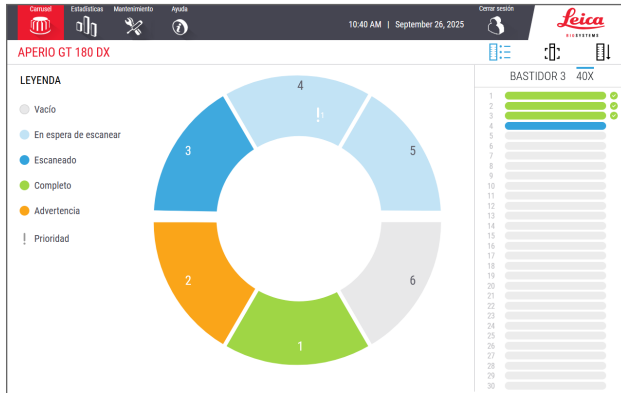 Carrusel Estadísticas Mantenimiento Ayuda Cerrar sesión
10:40 AM | September 26, 2025
Leica
BIOSYSTEMS
APERIO GT 180 DX
BASTIDOR 3 40X
LEYENDA
Vacío
En espera de escanear
Escaneado
Completo
Advertencia
! Prioridad
4
!1
3
5
2
6
1
1
2
3
4
5
6
7
8
9
10
11
12
13
14
15
16
17
18
19
20
21
22
23
24
25
26
27
28
29
30